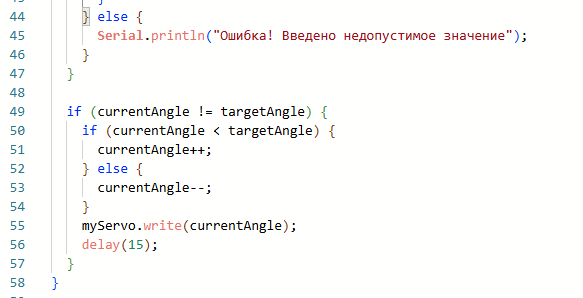 44 } else {
45 Serial.println("Ошибка! Введено недопустимое значение");
46 }
47 }
48
49 if (currentAngle != targetAngle) {
50 if (currentAngle < targetAngle) {
51 currentAngle++;
52 } else {
53 currentAngle--;
54 }
55 myServo.write(currentAngle);
56 delay(15);
57 }
58 }